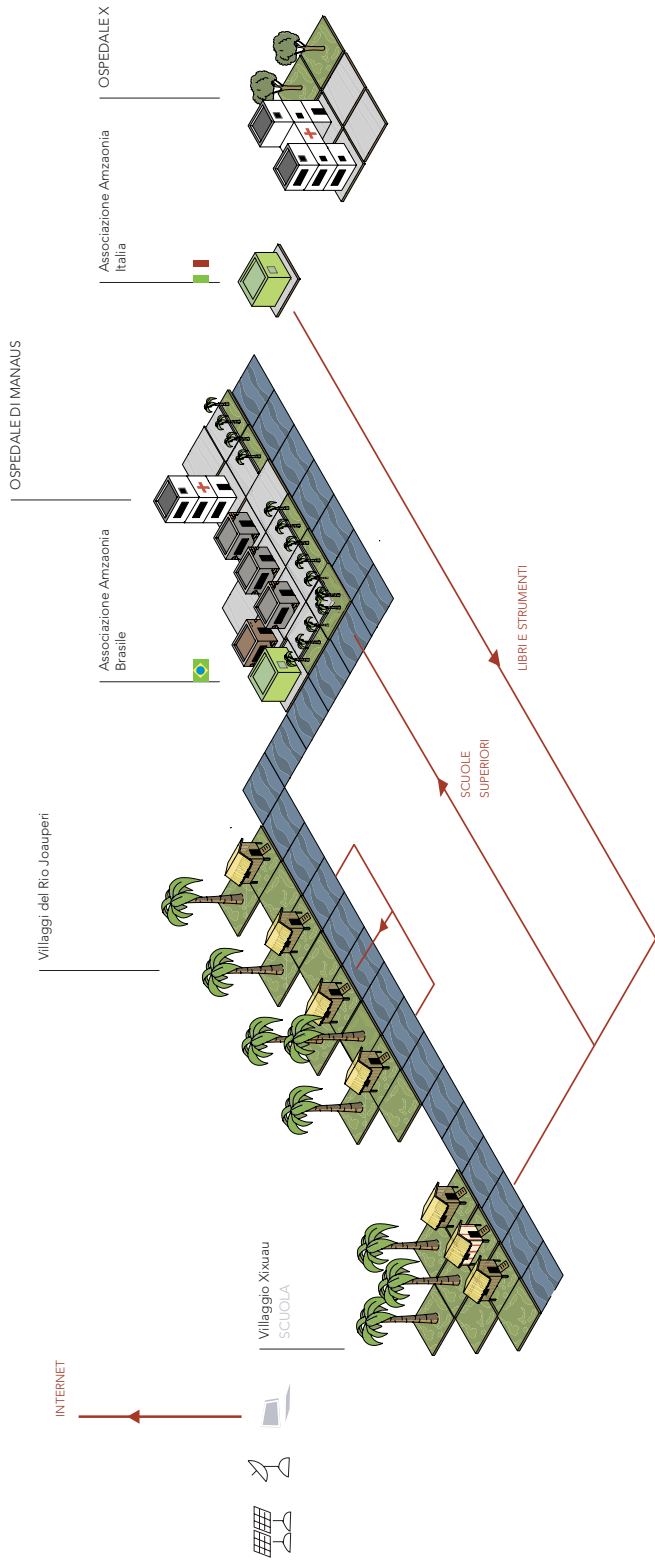 INTERNET
Villaggio Xixuau
SCUOLA
Villaggi del Rio Joauperi
Associazione Amzaonia
Brasile
OSPEDALE DI MANAUS
Associazione Amzaonia
Italia
OSPEDALE X
SCUOLE
SUPERIORI
LIBRI E STRUMENTI